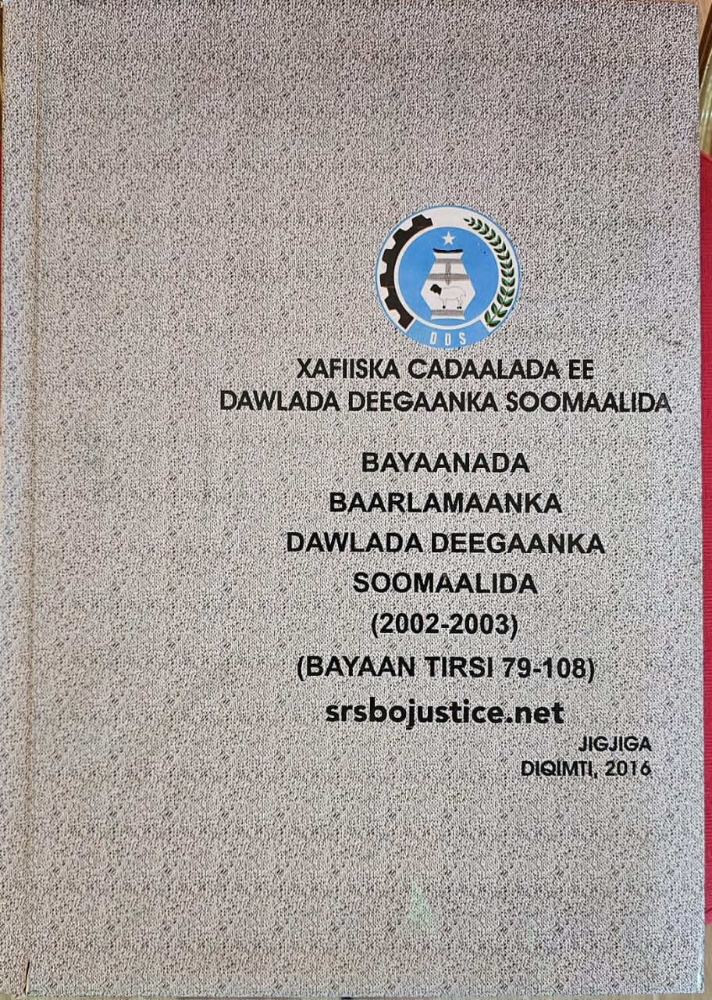 DDS
XAFIISKA CADAALADA EE
DAWLADA DEEGAANKA SOOMAALIDA
BAYAANADA
BAARLAMAANKA
DAWLADA DEEGAANKA
SOOMAALIDA
(2002-2003)
(BAYAAN TIRSI 79-108)
srsbojustice.net
JIGJIGA
DIQIMTI, 2016